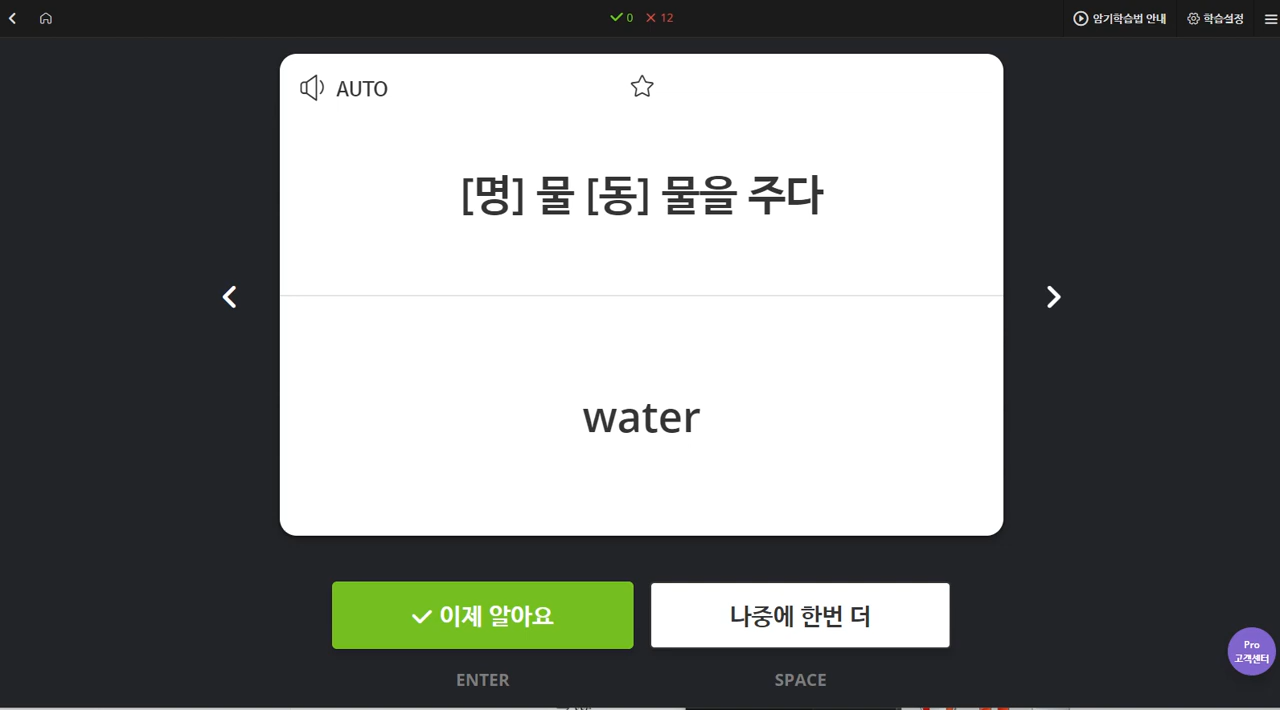 0 12 암기학습법 안내 학습설정
AUTO
[명] 물 [동] 물을 주다
water
이제 알아요 나중에 한번 더
ENTER SPACE
Pro
고객센터